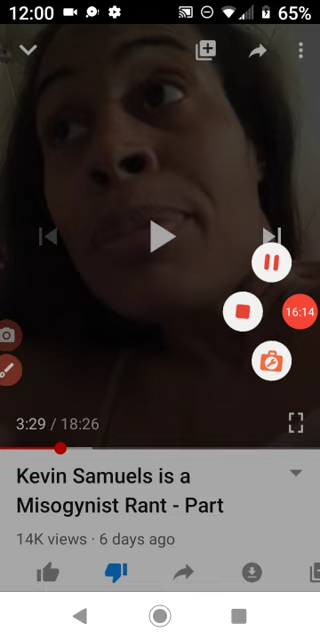 12:00
65%
16:14
3:29 / 18:26
Kevin Samuels is a
Misogynist Rant - Part
14K views · 6 days ago